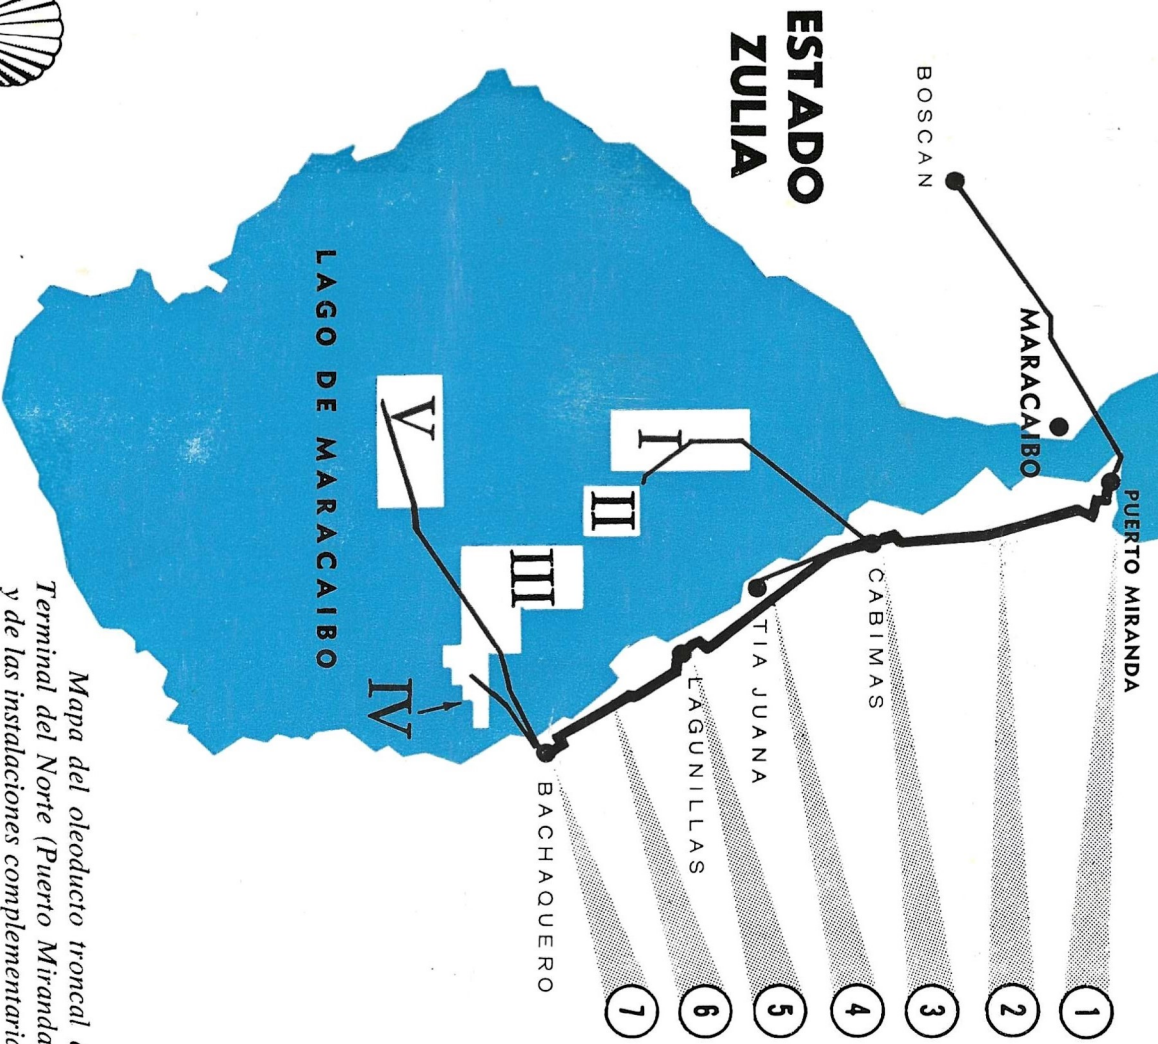 ESTADO
ZULIA
BOSCAN
MARACAIBO
PUERTO MIRANDA
CABIMAS
TIA JUANA
LAGUNILLAS
BACHAQUERO
LAGO DE MARACAIBO
I
II
III
IV
V
1
2
3
4
5
6
7
Mapa del oleoducto troncal
Terminal del Norte (Puerto Miranda
y de las instalaciones